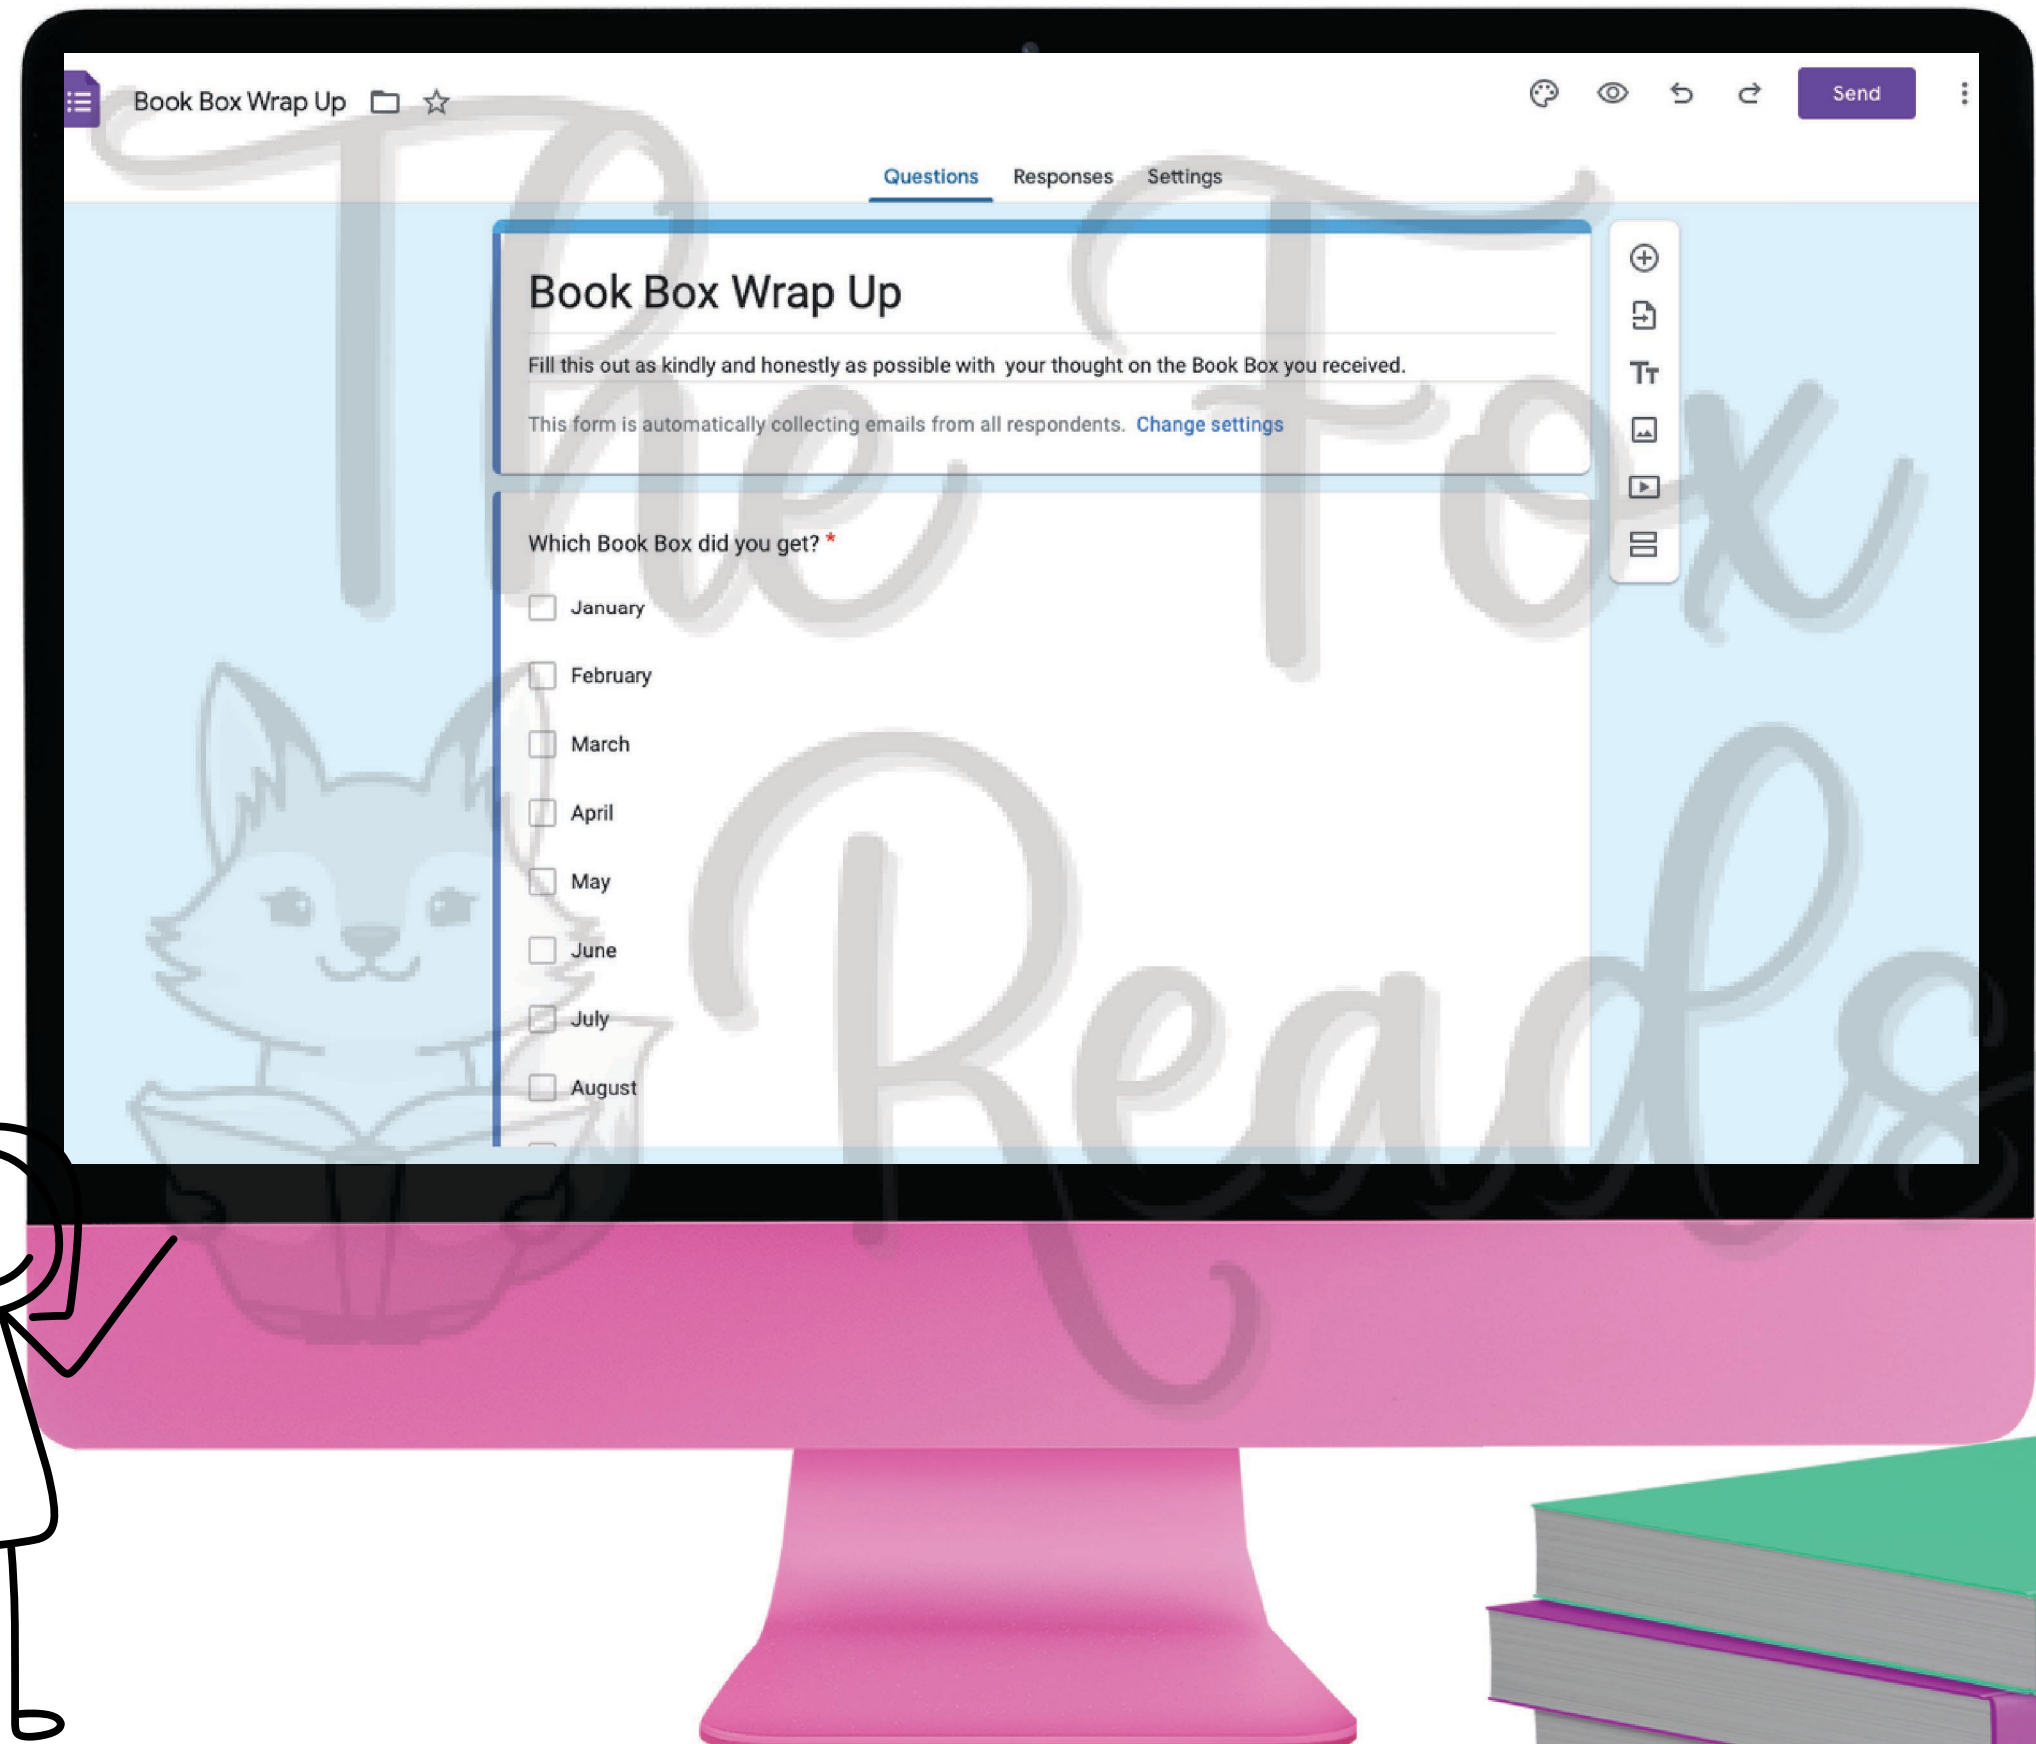 Book Box Wrap Up
Send
Questions Responses Settings
Book Box Wrap Up
Fill this out as kindly and honestly as possible with your thought on the Book Box you received.
This form is automatically collecting emails from all respondents. Change settings
Which Book Box did you get? *
January
February
March
April
May
June
July
August
The Fox
Reads